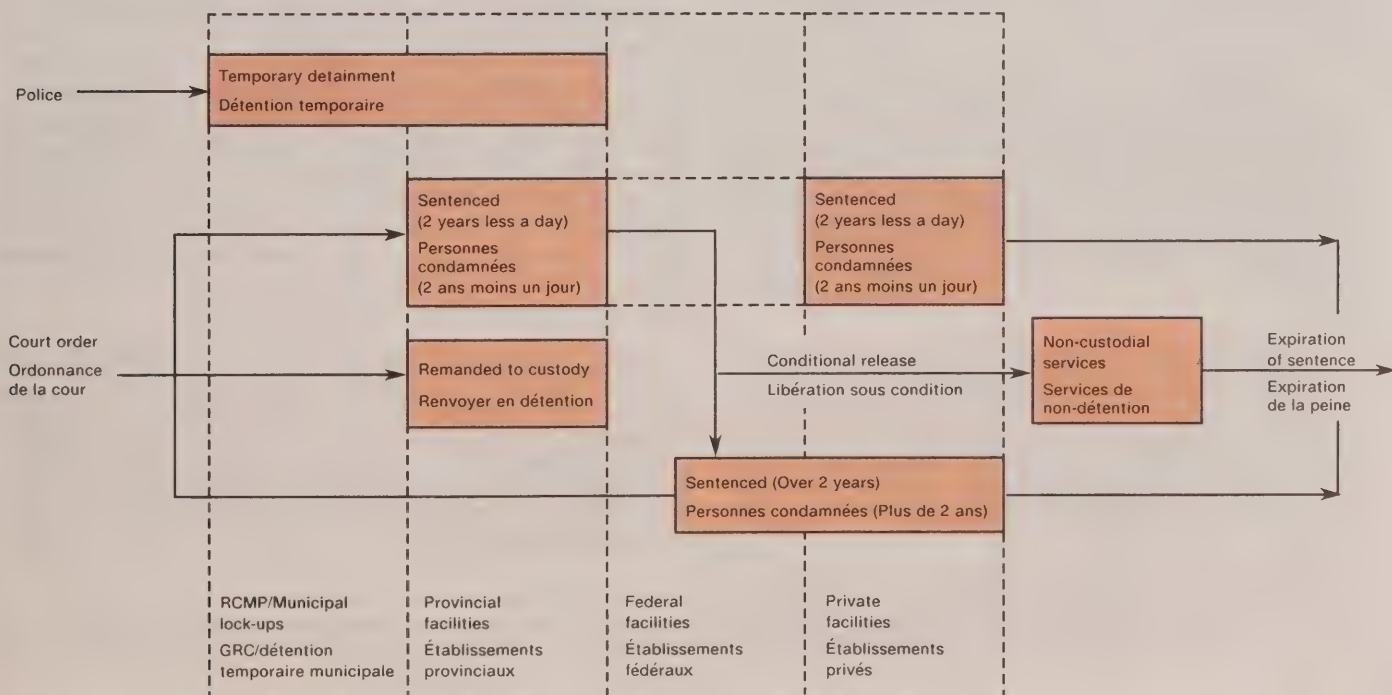 Police
Temporary detainment
Détention temporaire
Sentenced
(2 years less a day)
Personnes
condamnées
(2 ans moins un jour)
Sentenced
(2 years less a day)
Personnes
condamnées
(2 ans moins un jour)
Court order
Ordonnance
de la cour
Remanded to custody
Renvoyer en détention
Conditional release
Libération sous condition
Non-custodial
services
Services de
non-détention
Expiration
of sentence
Expiration
de la peine
Sentenced (Over 2 years)
Personnes condamnées (Plus de 2 ans)
RCMP/Municipal
lock-ups
GRC/détention
temporaire municipale
Provincial
facilities
Établissements
provinciaux
Federal
facilities
Établissements
fédéraux
Private
facilities
Établissements
privés